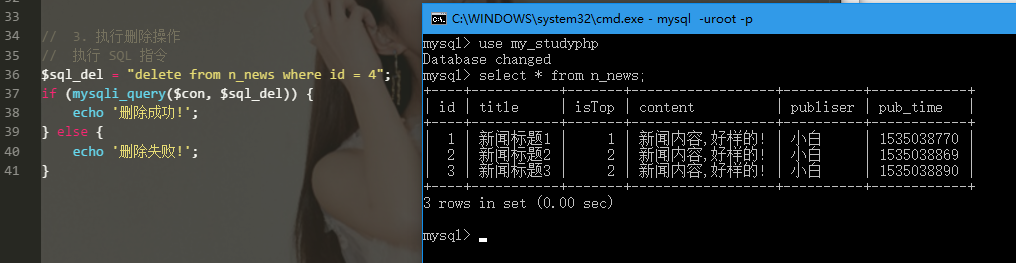 33
34 // 3. 执行删除操作
35 // 执行 SQL 指令
36 $sql_del = "delete from n_news where id = 4";
37 if (mysqli_query($con, $sql_del)) {
38     echo '删除成功!';
39 } else {
40     echo '删除失败!';
41 }
C:\WINDOWS\system32\cmd.exe - mysql  -uroot -p
mysql> use my_studyphp
Database changed
mysql> select * from n_news;
+----+-----------+-------+------------------+----------+------------+
| id | title     | isTop | content          | publiser | pub_time   |
+----+-----------+-------+------------------+----------+------------+
|  1 | 新闻标题1 |     1 | 新闻内容,好样的! | 小白     | 1535038770 |
|  2 | 新闻标题2 |     2 | 新闻内容,好样的! | 小白     | 1535038869 |
|  3 | 新闻标题3 |     2 | 新闻内容,好样的! | 小白     | 1535038890 |
+----+-----------+-------+------------------+----------+------------+
3 rows in set (0.00 sec)
mysql>